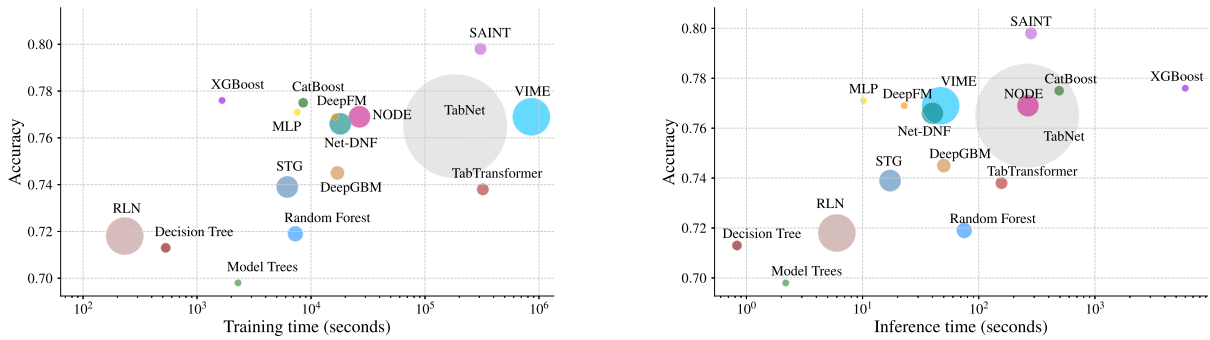 SAINT
0.80
XGBoost
CatBoost
DeepFM
VIME
0.78
TabNet
NODE
MLP
Net-DNF
0.76
STG
DeepGBM
TabTransformer
0.74
RLN
Random Forest
Decision Tree
0.72
Model Trees
0.70
10²
10³
10⁴
10⁵
10⁶
Training time (seconds)
Accuracy
SAINT
0.80
XGBoost
CatBoost
VIME
MLP
DeepFM
NODE
0.78
Net-DNF
TabNet
0.76
STG
DeepGBM
TabTransformer
0.74
RLN
Random Forest
Decision Tree
0.72
Model Trees
0.70
10⁰
10¹
10²
10³
Inference time (seconds)
Accuracy